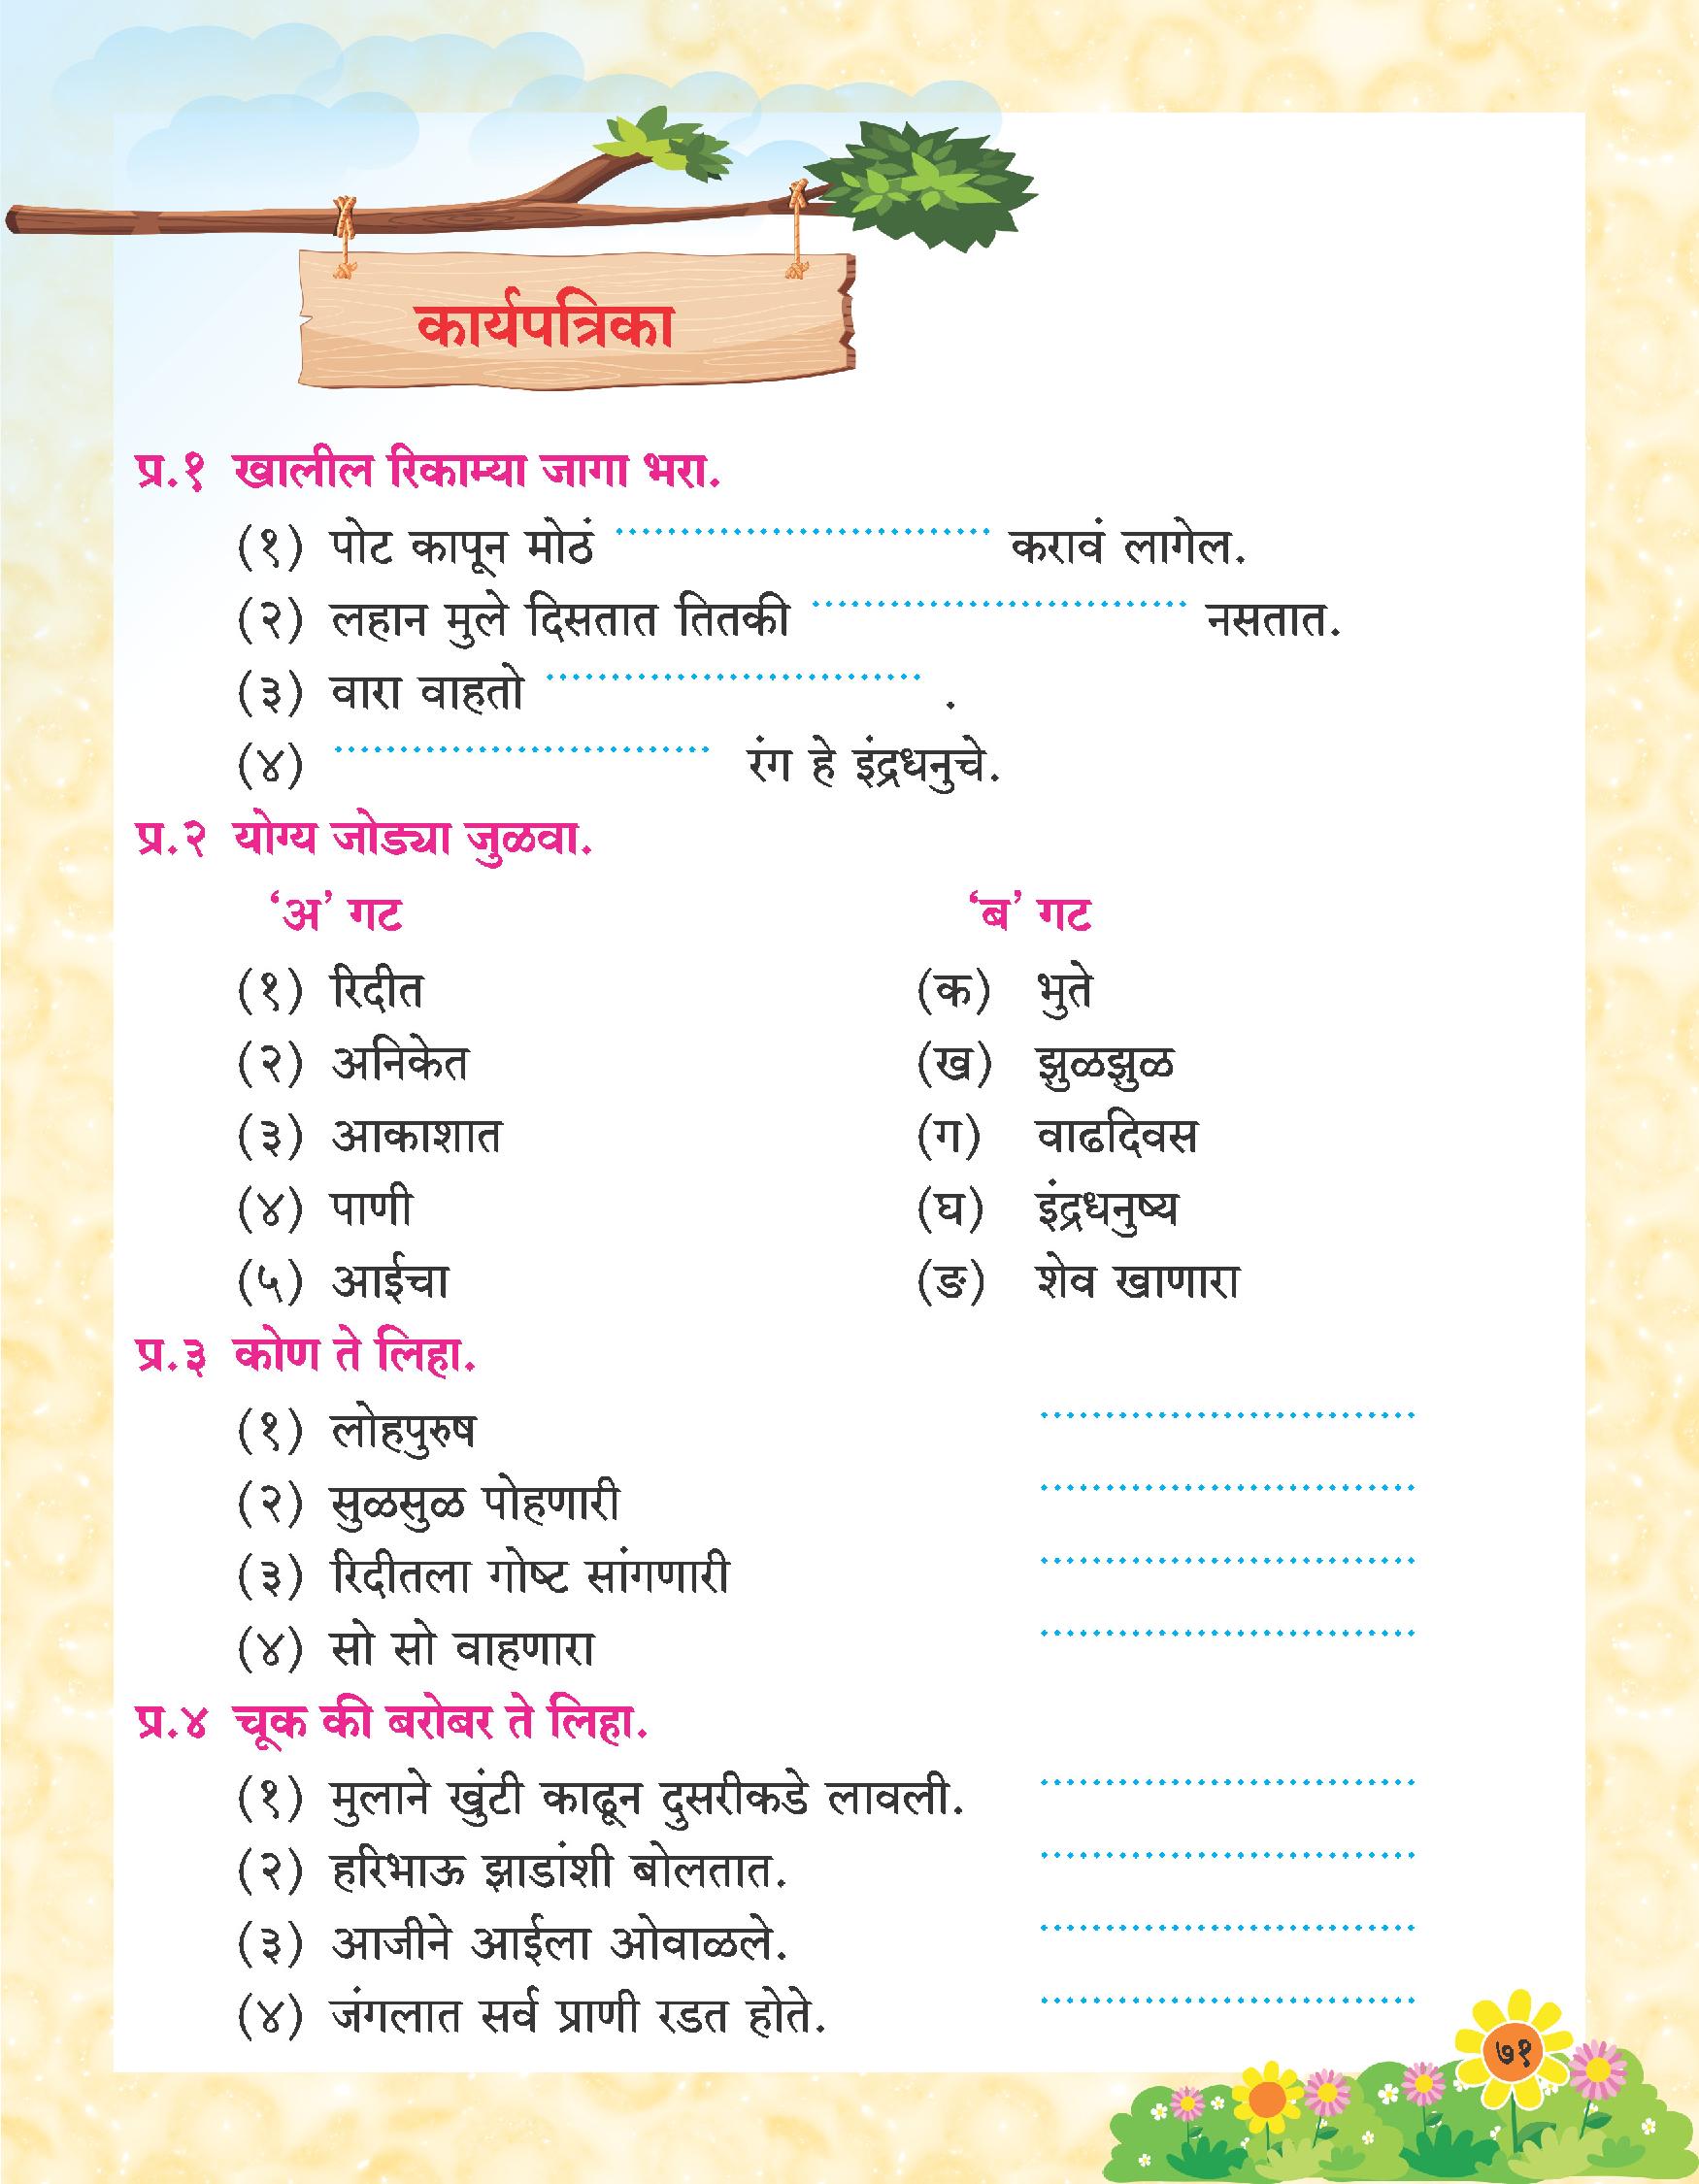 कार्यपत्रिका
प्र.१ खालील रिकाम्या जागा भरा.
(१) पोट कापून मोठं ............................. करावं लागेल.
(२) लहान मुले दिसतात तितकी ............................. नसतात.
(३) वारा वाहतो ............................. .
(४) ............................. रंग हे इंद्रधनुचे.
प्र.२ योग्य जोड्या जुळवा.
‘अ’ गट ‘ब’ गट
(१) रिदीत (क) भुते
(२) अनिकेत (ख) झुळझुळ
(३) आकाशात (ग) वाढदिवस
(४) पाणी (घ) इंद्रधनुष्य
(५) आईचा (ङ) शेव खाणारा
प्र.३ कोण ते लिहा.
(१) लोहपुरुष .............................
(२) सुळसुळ पोहणारी .............................
(३) रिदीतला गोष्ट सांगणारी .............................
(४) सो सो वाहणारा .............................
प्र.४ चूक की बरोबर ते लिहा.
(१) मुलाने खुंटी काढून दुसरीकडे लावली. .............................
(२) हरिभाऊ झाडांशी बोलतात. .............................
(३) आजीने आईला ओवाळले. .............................
(४) जंगलात सर्व प्राणी रडत होते. .............................
७१